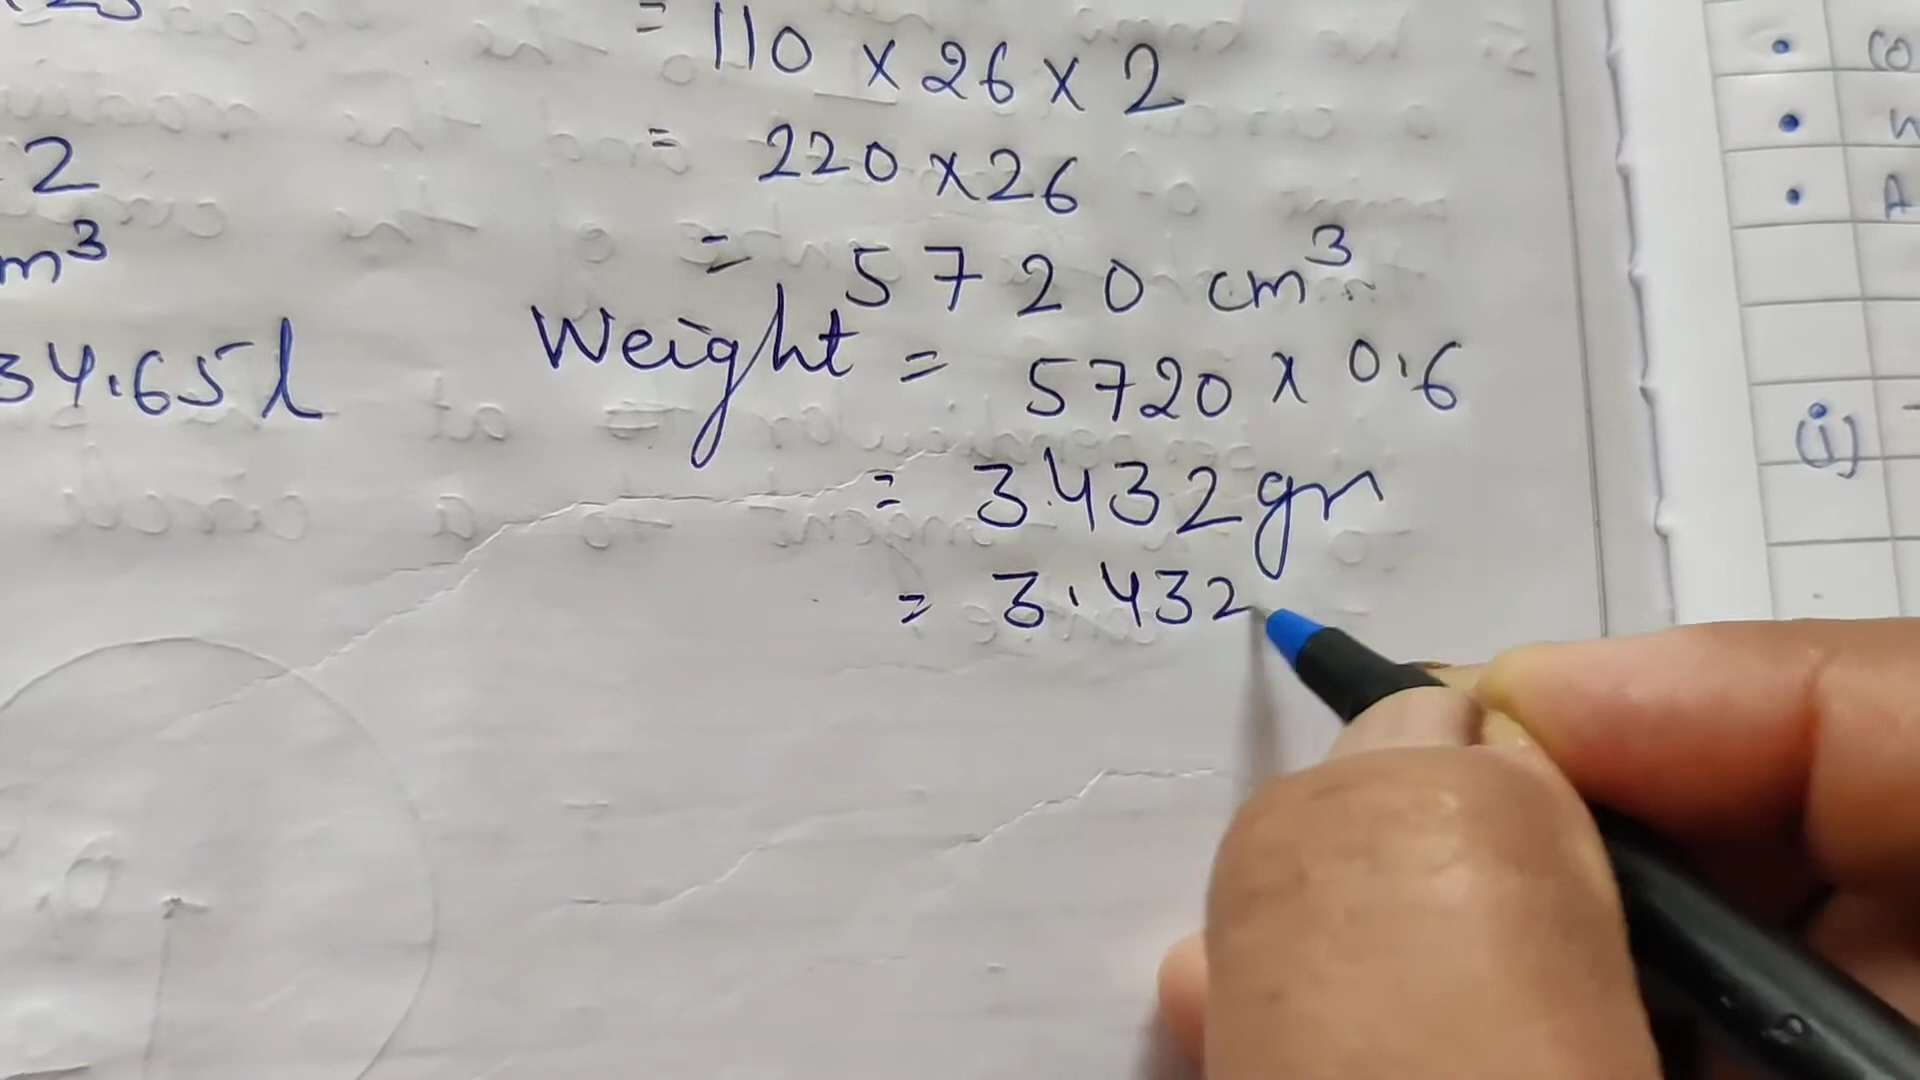 2
m³
34.65 l
= 110 x 26 x 2
= 220 x 26
= 5720 cm³
Weight = 5720 x 0.6
= 3432 gm
= 3.432
(i)